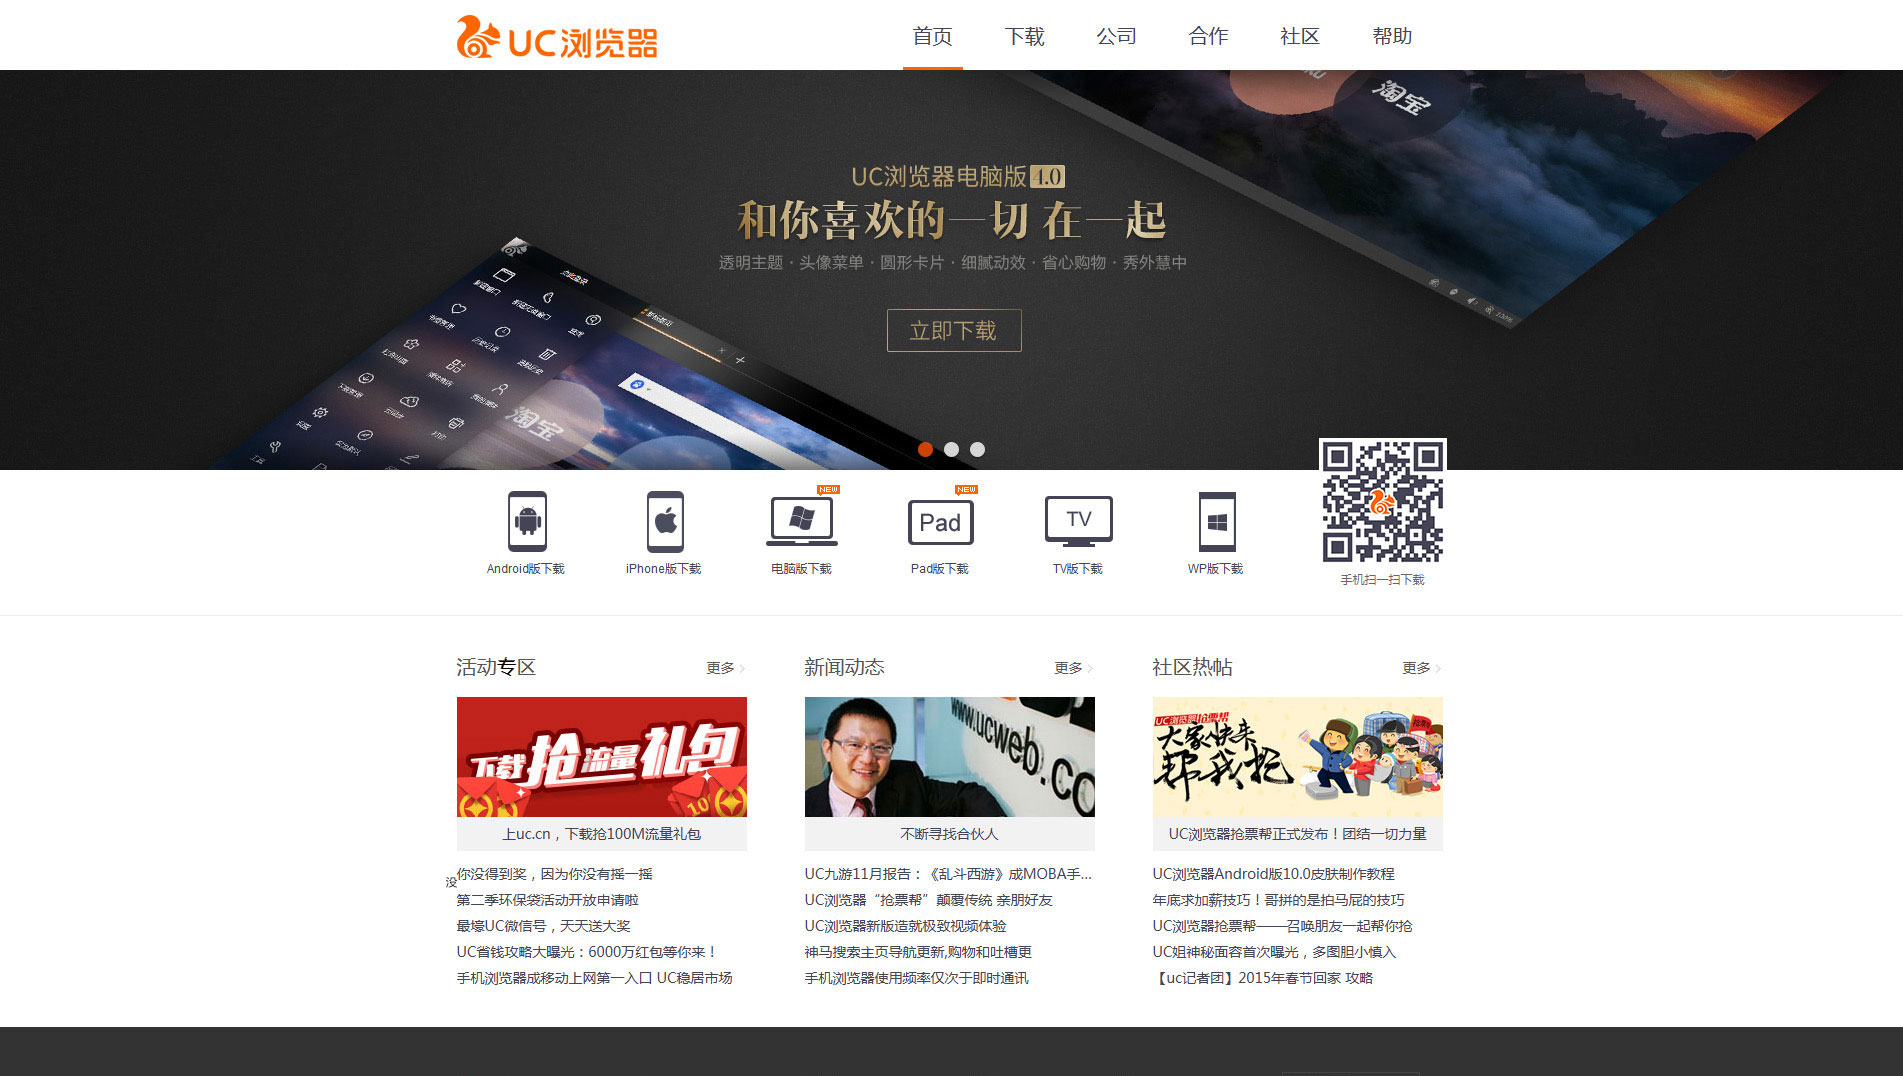 UC浏览器
首页
下载
公司
合作
社区
帮助
淘宝
UC浏览器电脑版4.0
和你喜欢的一切 在一起
透明主题·头像菜单·圆形卡片·细腻动效·省心购物·秀外慧中
立即下载
淘宝
NEW
NEW
Pad
TV
Android版下载
iPhone版下载
电脑版下载
Pad版下载
TV版下载
WP版下载
手机扫一扫下载
活动专区
更多
下载抢流量礼包
上uc.cn，下载抢100M流量礼包
没
你没得到奖，因为你没有摇一摇
第二季环保袋活动开放申请啦
最壕UC微信号，天天送大奖
UC省钱攻略大曝光：6000万红包等你来！
手机浏览器成移动上网第一入口 UC稳居市场
新闻动态
更多
www.ucweb.co
不断寻找合伙人
UC九游11月报告：《乱斗西游》成MOBA手...
UC浏览器“抢票帮”颠覆传统 亲朋好友
UC浏览器新版造就极致视频体验
神马搜索主页导航更新,购物和吐槽更
手机浏览器使用频率仅次于即时通讯
社区热帖
更多
UC浏览器抢票帮
大家快来
帮我抢
UC浏览器抢票帮正式发布！团结一切力量
UC浏览器Android版10.0皮肤制作教程
年底求加薪技巧！哥拼的是拍马屁的技巧
UC浏览器抢票帮——召唤朋友一起帮你抢
UC姐神秘面容首次曝光，多图胆小慎入
【uc记者团】2015年春节回家 攻略